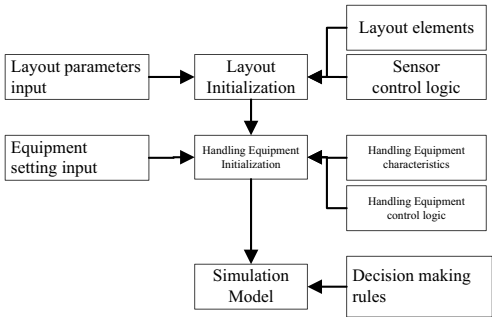 Layout elements
Layout parameters
input
Layout
Initialization
Sensor
control logic
Equipment
setting input
Handling Equipment
Initialization
Handling Equipment
characteristics
Handling Equipment
control logic
Simulation
Model
Decision making
rules